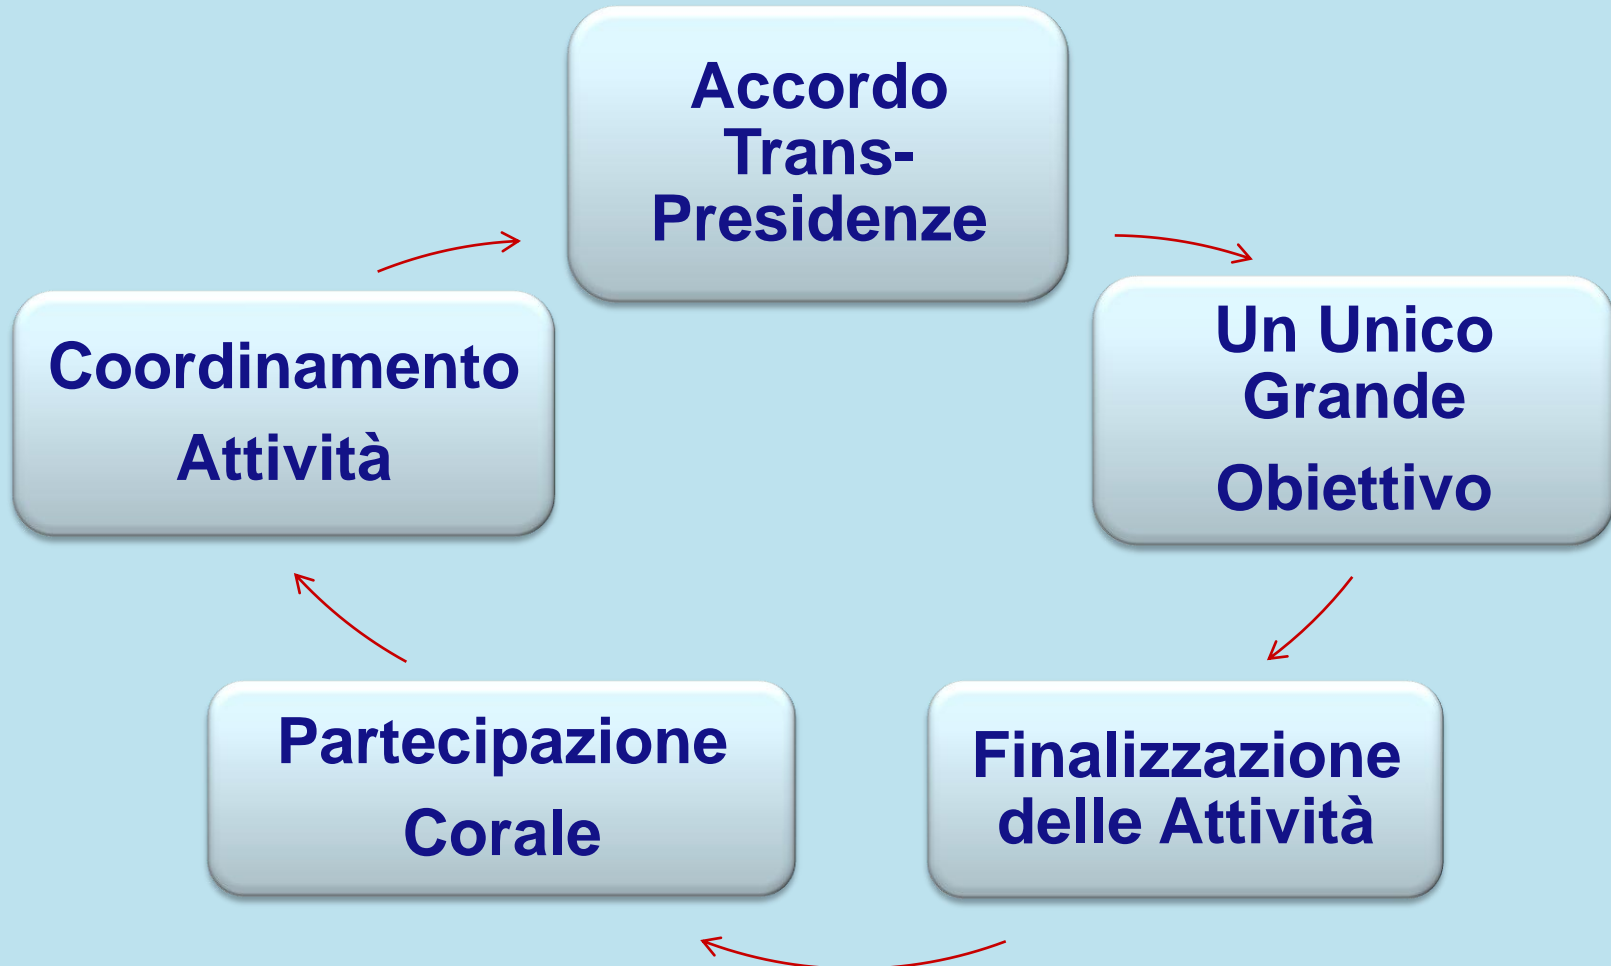 Accordo
Trans-
Presidenze
Un Unico
Grande
Obiettivo
Finalizzazione
delle Attività
Partecipazione
Corale
Coordinamento
Attività